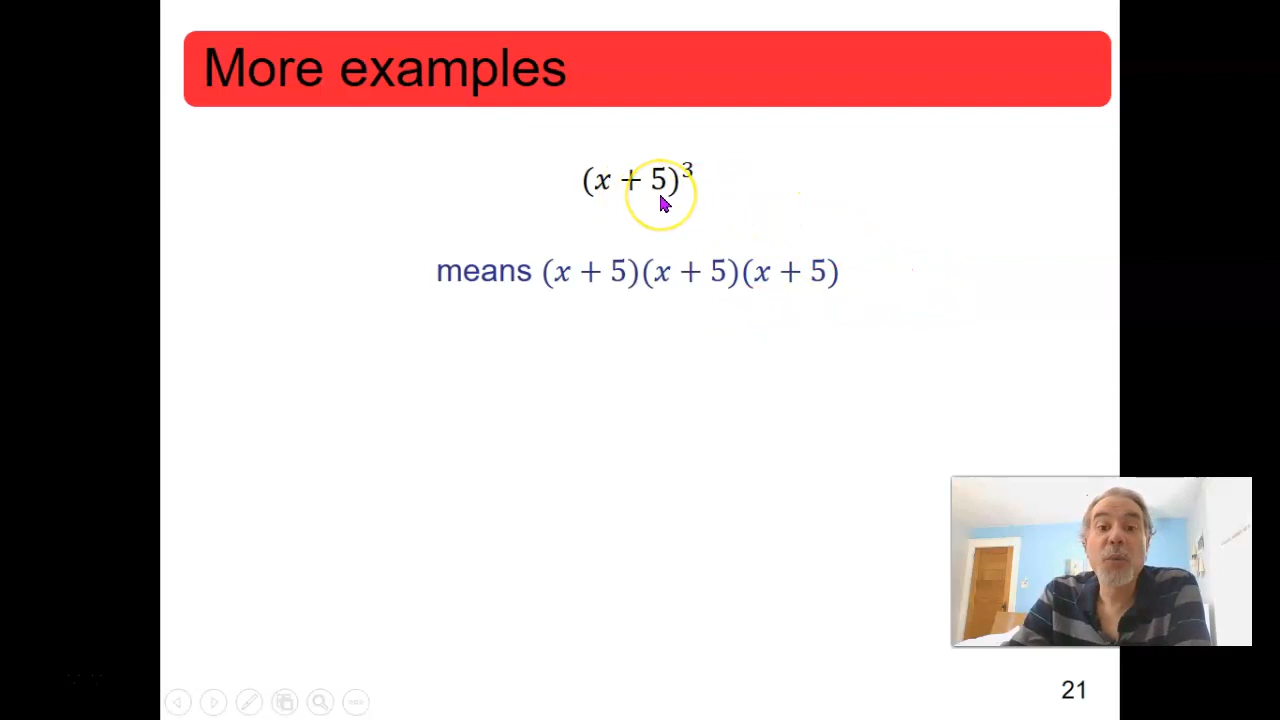 More examples
(x + 5)³
means (x + 5)(x + 5)(x + 5)
21